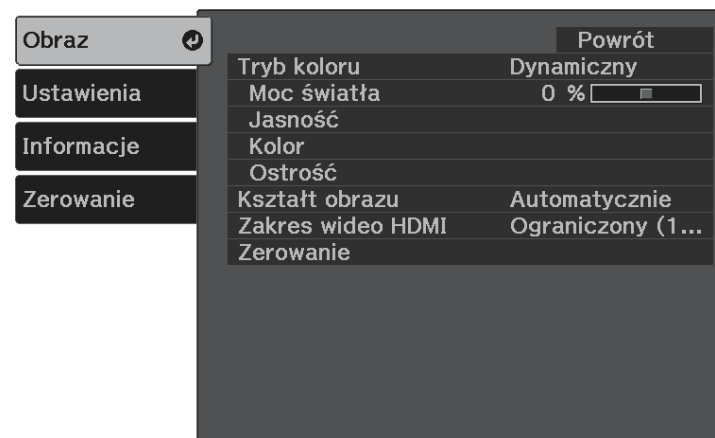 Obraz
Ustawienia
Informacje
Zerowanie
Powrót
Tryb koloru Dynamiczny
Moc światła 0 %
Jasność
Kolor
Ostrość
Kształt obrazu Automatycznie
Zakres wideo HDMI Ograniczony (1...
Zerowanie